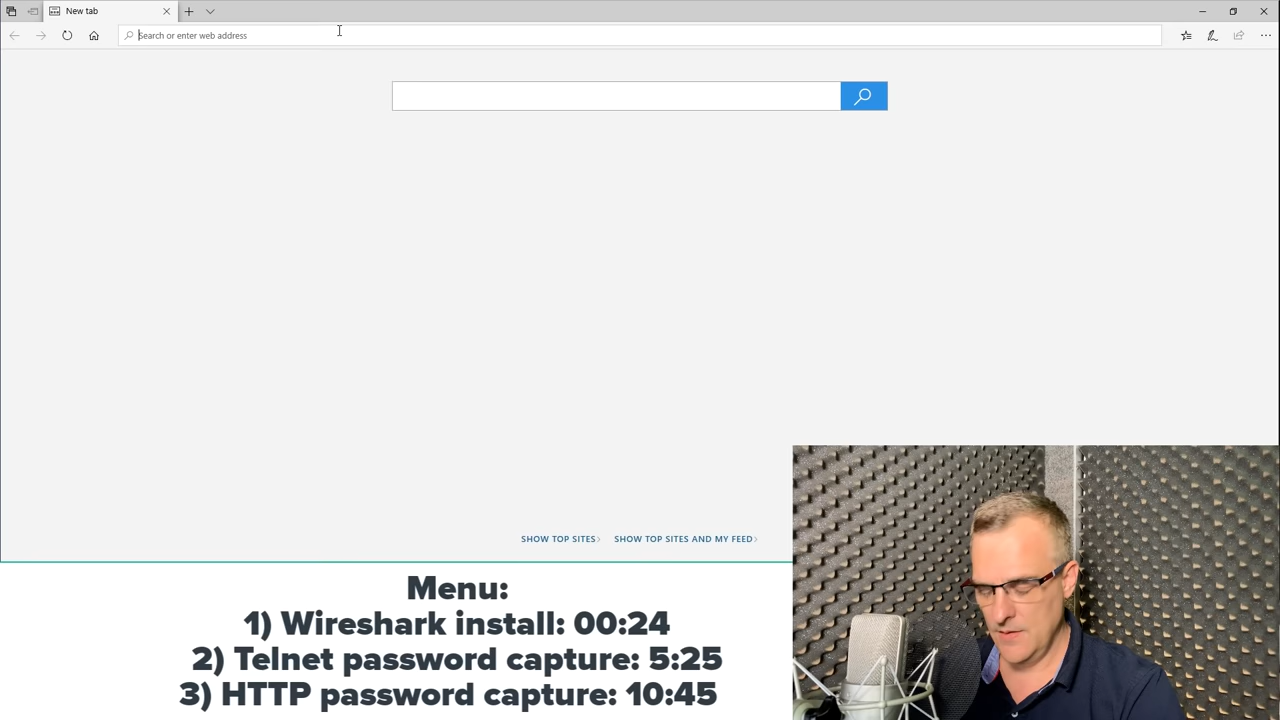 New tab
Search or enter web address
SHOW TOP SITES
SHOW TOP SITES AND MY FEED
Menu:
1) Wireshark install: 00:24
2) Telnet password capture: 5:25
3) HTTP password capture: 10:45